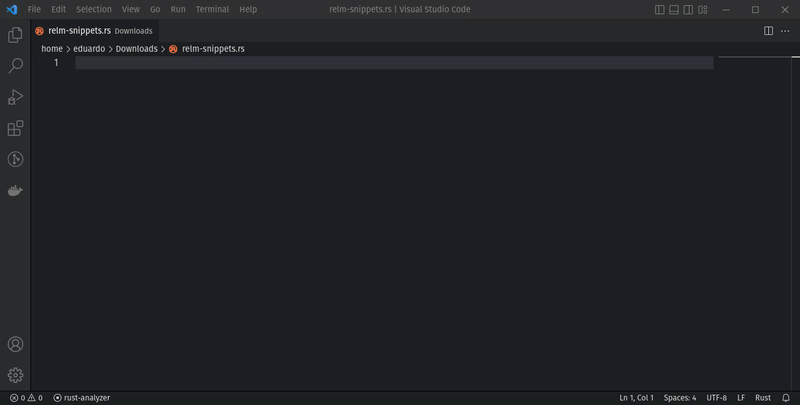 File Edit Selection View Go Run Terminal Help relm-snippets.rs | Visual Studio Code
relm-snippets.rs Downloads
home > eduardo > Downloads > relm-snippets.rs
1
0 0 rust-analyzer Ln 1, Col 1 Spaces: 4 UTF-8 LF Rust